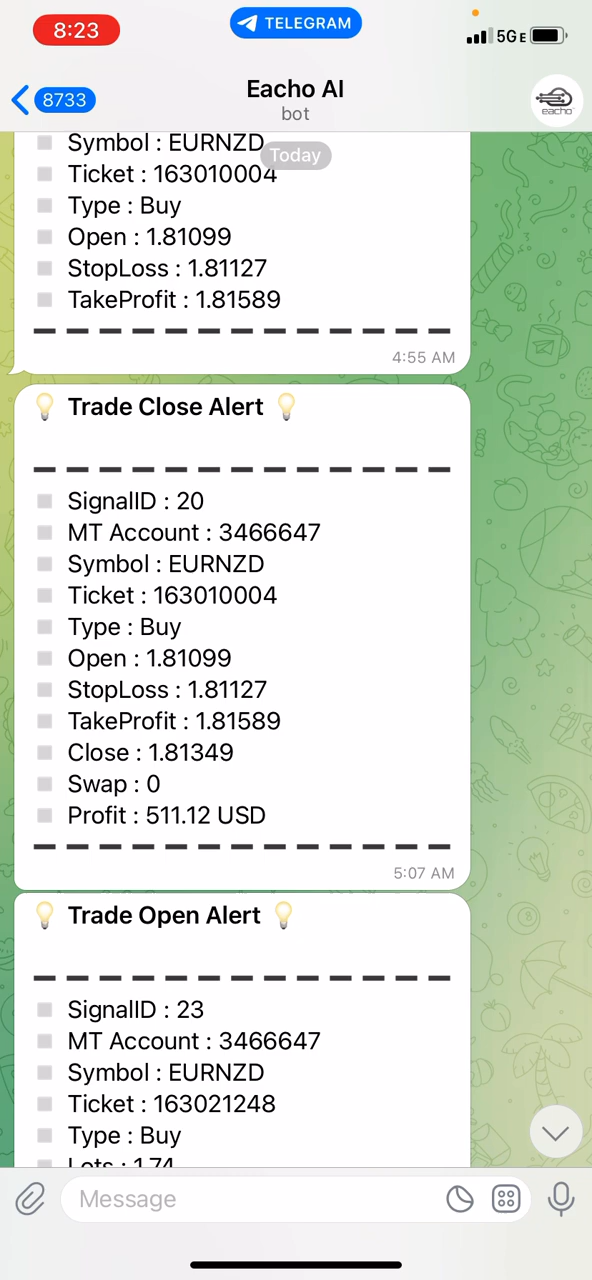 8:23
TELEGRAM
5G E
8733
Eacho AI
bot
eacho
Symbol : EURNZD
Today
Ticket : 163010004
Type : Buy
Open : 1.81099
StopLoss : 1.81127
TakeProfit : 1.81589
4:55 AM
Trade Close Alert
SignalID : 20
MT Account : 3466647
Symbol : EURNZD
Ticket : 163010004
Type : Buy
Open : 1.81099
StopLoss : 1.81127
TakeProfit : 1.81589
Close : 1.81349
Swap : 0
Profit : 511.12 USD
5:07 AM
Trade Open Alert
SignalID : 23
MT Account : 3466647
Symbol : EURNZD
Ticket : 163021248
Type : Buy
Lots : 1.74
Message